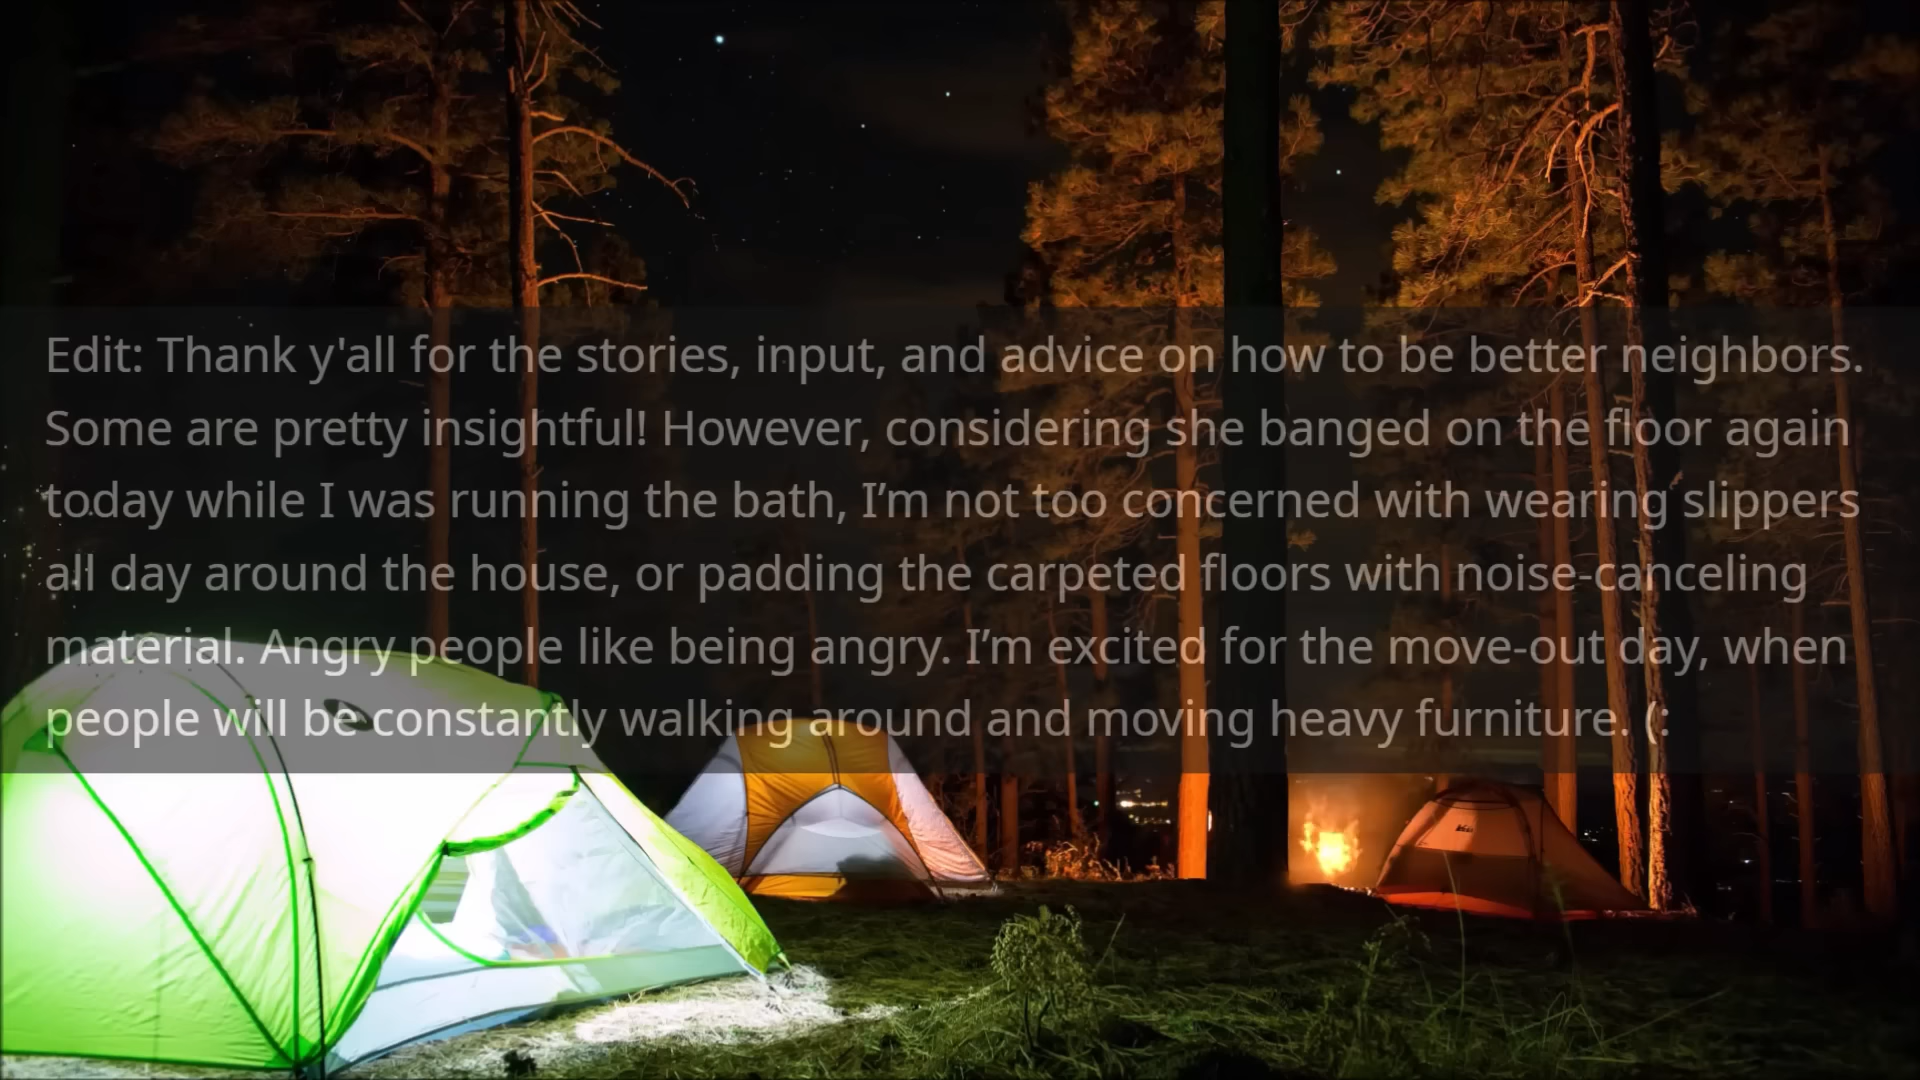 Edit: Thank y'all for the stories, input, and advice on how to be better neighbors.
Some are pretty insightful! However, considering she banged on the floor again
today while I was running the bath, I’m not too concerned with wearing slippers
all day around the house, or padding the carpeted floors with noise-canceling
material. Angry people like being angry. I’m excited for the move-out day, when
people will be constantly walking around and moving heavy furniture. (:
REI